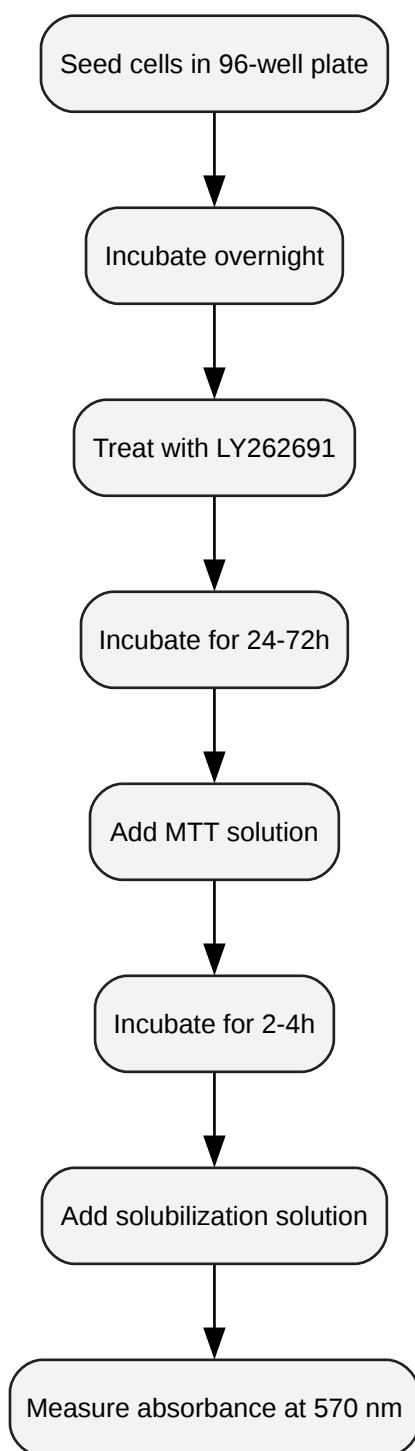 Seed cells in 96-well plate
Incubate overnight
Treat with LY262691
Incubate for 24-72h
Add MTT solution
Incubate for 2-4h
Add solubilization solution
Measure absorbance at 570 nm